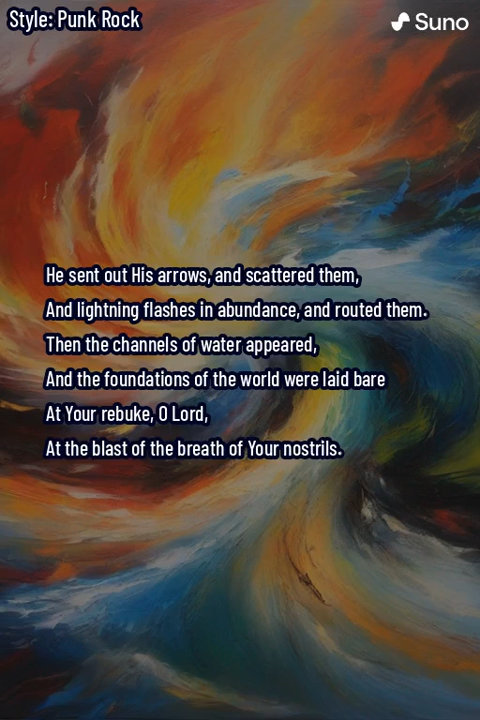 Style: Punk Rock
Suno
He sent out His arrows, and scattered them,
And lightning flashes in abundance, and routed them.
Then the channels of water appeared,
And the foundations of the world were laid bare
At Your rebuke, O Lord,
At the blast of the breath of Your nostrils.